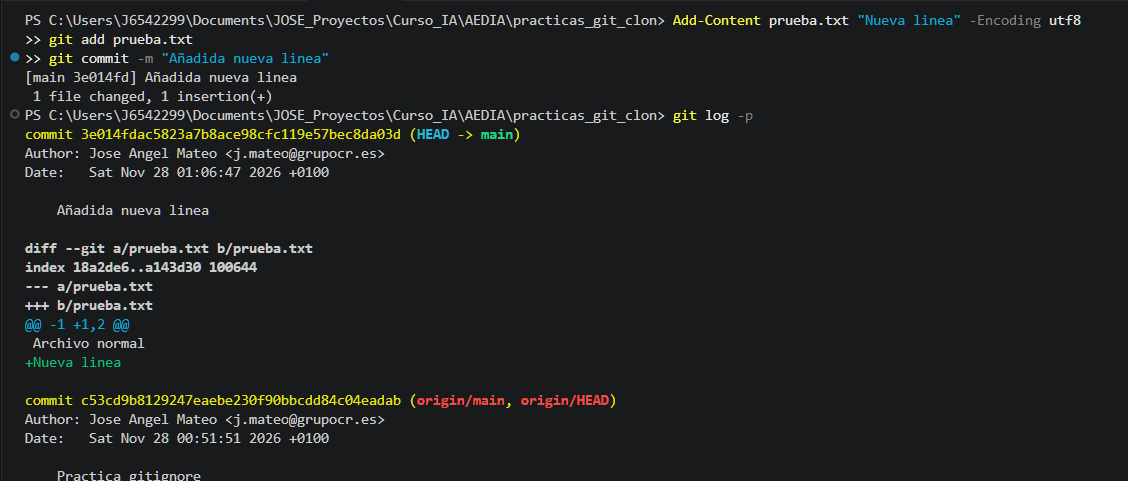 PS C:\Users\J6542299\Documents\JOSE_Proyectos\Curso_IA\AEDIA\practicas_git_clon> Add-Content prueba.txt "Nueva linea" -Encoding utf8
>> git add prueba.txt
>> git commit -m "Añadida nueva linea"
[main 3e014fd] Añadida nueva linea
 1 file changed, 1 insertion(+)
PS C:\Users\J6542299\Documents\JOSE_Proyectos\Curso_IA\AEDIA\practicas_git_clon> git log -p
commit 3e014fdac5823a7b8ace98cfc119e57bec8da03d (HEAD -> main)
Author: Jose Angel Mateo <j.mateo@grupocr.es>
Date:   Sat Nov 28 01:06:47 2026 +0100

    Añadida nueva linea

diff --git a/prueba.txt b/prueba.txt
index 18a2de6..a143d30 100644
--- a/prueba.txt
+++ b/prueba.txt
@@ -1 +1,2 @@
 Archivo normal
+Nueva linea

commit c53cd9b8129247eaebe230f90bbcdd84c04eadab (origin/main, origin/HEAD)
Author: Jose Angel Mateo <j.mateo@grupocr.es>
Date:   Sat Nov 28 00:51:51 2026 +0100

    Practica gitignore